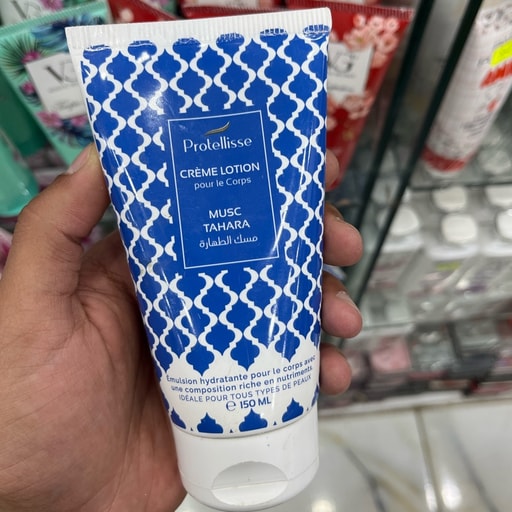 Protellisse
CRÈME LOTION
pour le Corps
MUSC
TAHARA
مسك الطهارة
Emulsion hydratante pour le corps avec
une composition riche en nutriments.
IDÉALE POUR TOUS TYPES DE PEAUX
℮ 150 ML